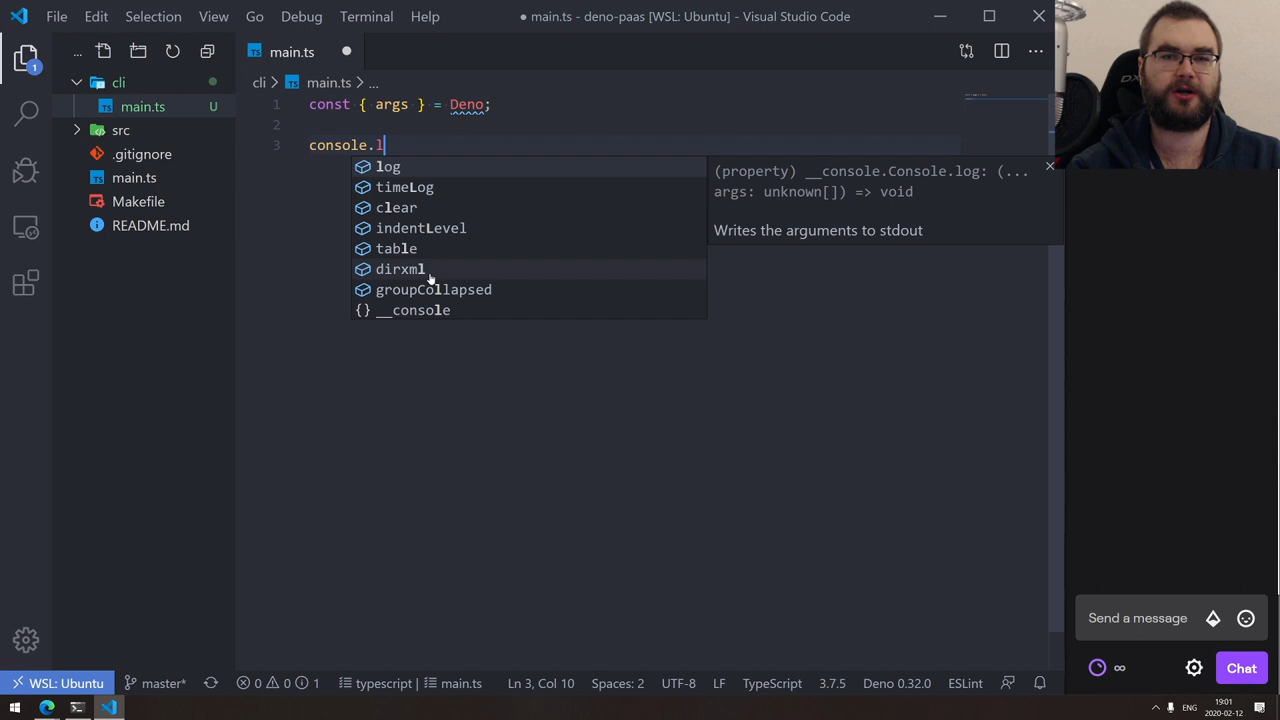 File Edit Selection View Go Debug Terminal Help
● main.ts - deno-paas [WSL: Ubuntu] - Visual Studio Code
...
main.ts
cli
main.ts U
src
.gitignore
main.ts
Makefile
README.md
1
cli > main.ts > ...
1 const { args } = Deno;
2
3 console.l
log
timeLog
clear
indentLevel
table
dirxml
groupCollapsed
{} __console
(property) __console.Console.log: (...
args: unknown[]) => void
Writes the arguments to stdout
DX
Send a message
∞
Chat
WSL: Ubuntu master* 0 0 1 typescript | main.ts Ln 3, Col 10 Spaces: 2 UTF-8 LF TypeScript 3.7.5 Deno 0.32.0 ESLint
ENG 19:01
2020-02-12